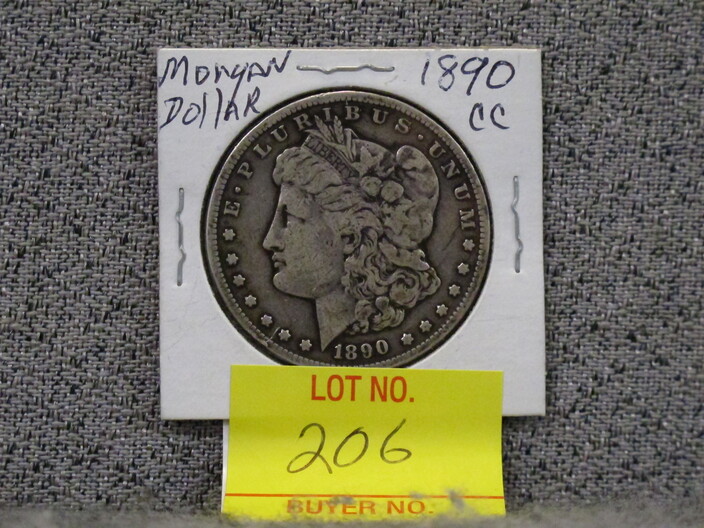 Morgan 1890
Dollar CC
E·PLURIBUS·UNUM
LIBERTY
1890
LOT NO.
206
BUYER NO.